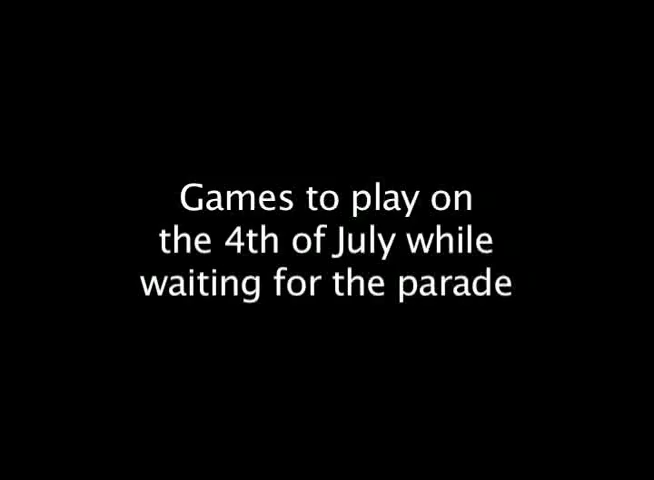 Games to play on
the 4th of July while
waiting for the parade